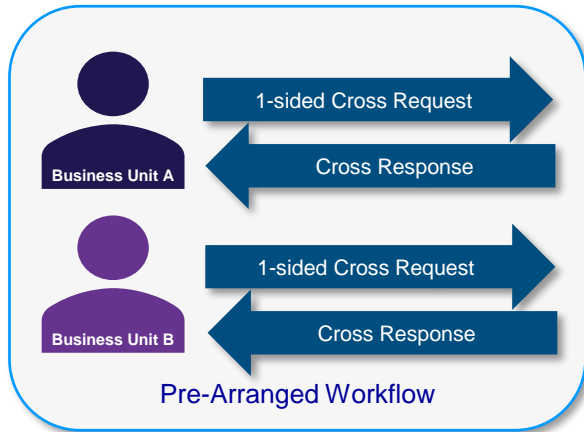 1-sided Cross Request
Cross Response
Business Unit A
1-sided Cross Request
Cross Response
Business Unit B
Pre-Arranged Workflow